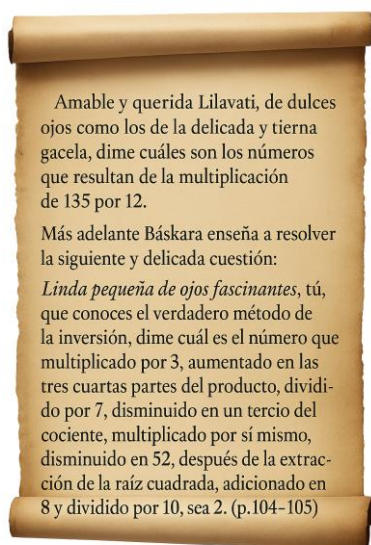 Amable y querida Lilavati, de dulces
ojos como los de la delicada y tierna
gacela, dime cuáles son los números
que resultan de la multiplicación
de 135 por 12.
Más adelante Báskara enseña a resolver
la siguiente y delicada cuestión:
Linda pequeña de ojos fascinantes, tú,
que conoces el verdadero método de
la inversión, dime cuál es el número que
multiplicado por 3, aumentado en las
tres cuartas partes del producto, dividi-
do por 7, disminuido en un tercio del
cociente, multiplicado por sí mismo,
disminuido en 52, después de la extrac-
ción de la raíz cuadrada, adicionado en
8 y dividido por 10, sea 2. (p.104-105)